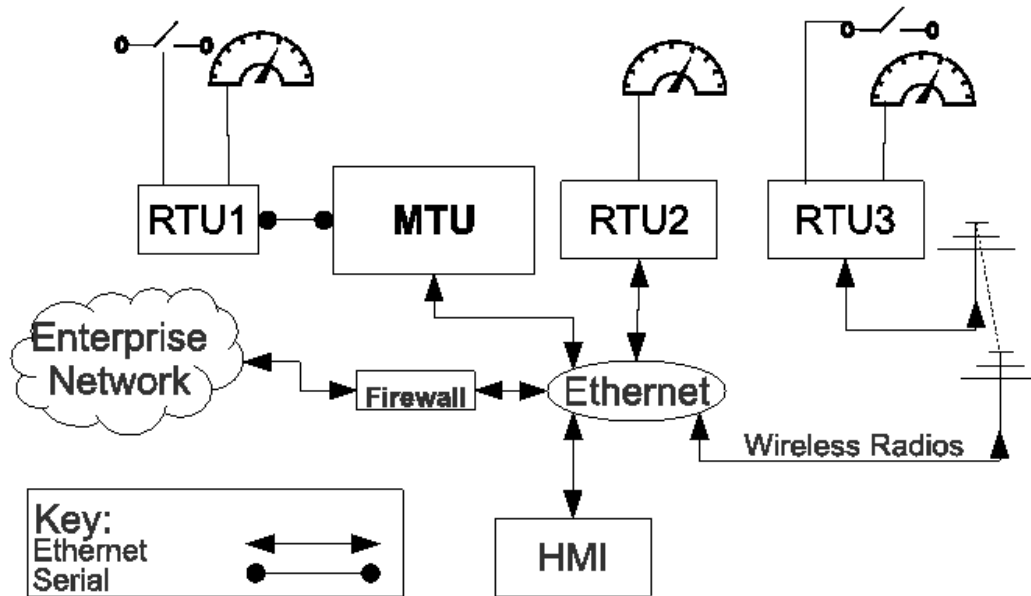 RTU1
MTU
RTU2
RTU3
Enterprise
Network
Firewall
Ethernet
Wireless Radios
Key:
Ethernet
Serial
HMI